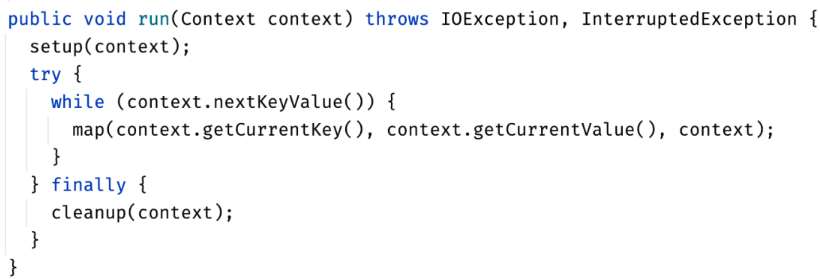 public void run(Context context) throws IOException, InterruptedException {
  setup(context);
  try {
    while (context.nextKeyValue()) {
      map(context.getCurrentKey(), context.getCurrentValue(), context);
    }
  } finally {
    cleanup(context);
  }
}